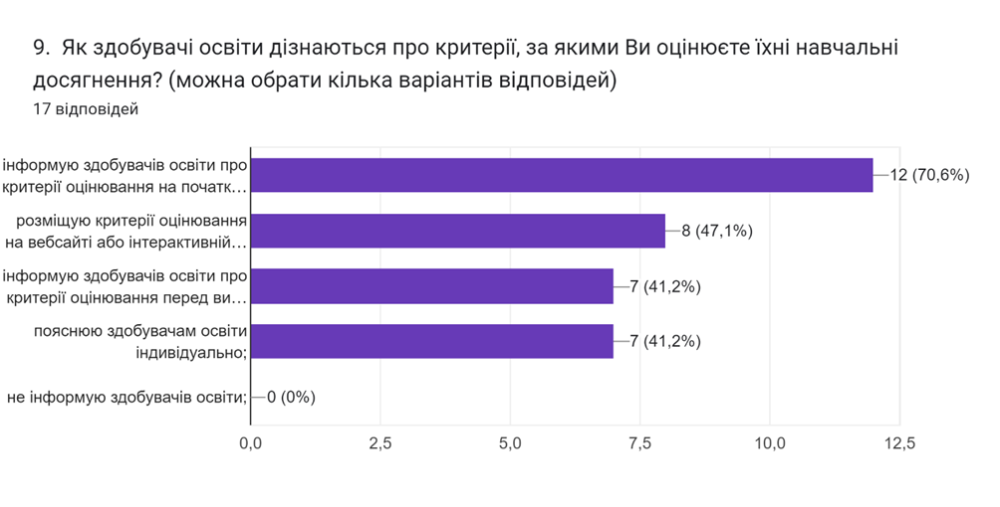 9. Як здобувачі освіти дізнаються про критерії, за якими Ви оцінюєте їхні навчальні
досягнення? (можна обрати кілька варіантів відповідей)
17 відповідей
інформую здобувачів освіти про
критерії оцінювання на початк…
12 (70,6%)
розміщую критерії оцінювання
на вебсайті або інтерактивній…
8 (47,1%)
інформую здобувачів освіти про
критерії оцінювання перед ви…
7 (41,2%)
пояснюю здобувачам освіти
індивідуально;
7 (41,2%)
не інформую здобувачів освіти;
0 (0%)
0,0 2,5 5,0 7,5 10,0 12,5